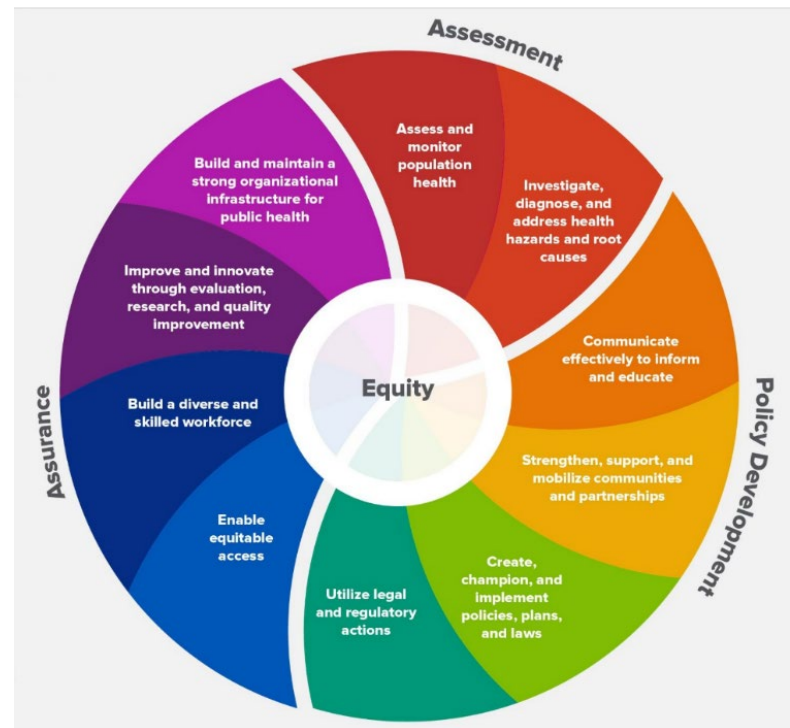 Assessment
Assess and
monitor
population
health
Investigate,
diagnose, and
address health
hazards and root
causes
Policy Development
Communicate
effectively to inform
and educate
Strengthen, support, and
mobilize communities
and partnerships
Create,
champion, and
implement
policies, plans,
and laws
Utilize legal
and regulatory
actions
Assurance
Enable
equitable
access
Build a diverse and
skilled workforce
Improve and innovate
through evaluation,
research, and quality
improvement
Build and maintain a
strong organizational
infrastructure for
public health
Equity